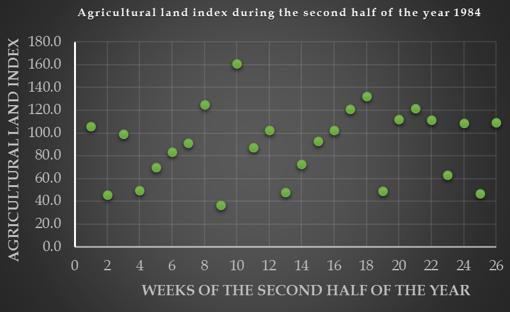 Agricultural land index during the second half of the year 1984
AGRICULTURAL LAND INDEX
180.0
160.0
140.0
120.0
100.0
80.0
60.0
40.0
20.0
0.0
0 2 4 6 8 10 12 14 16 18 20 22 24 26
WEEKS OF THE SECOND HALF OF THE YEAR